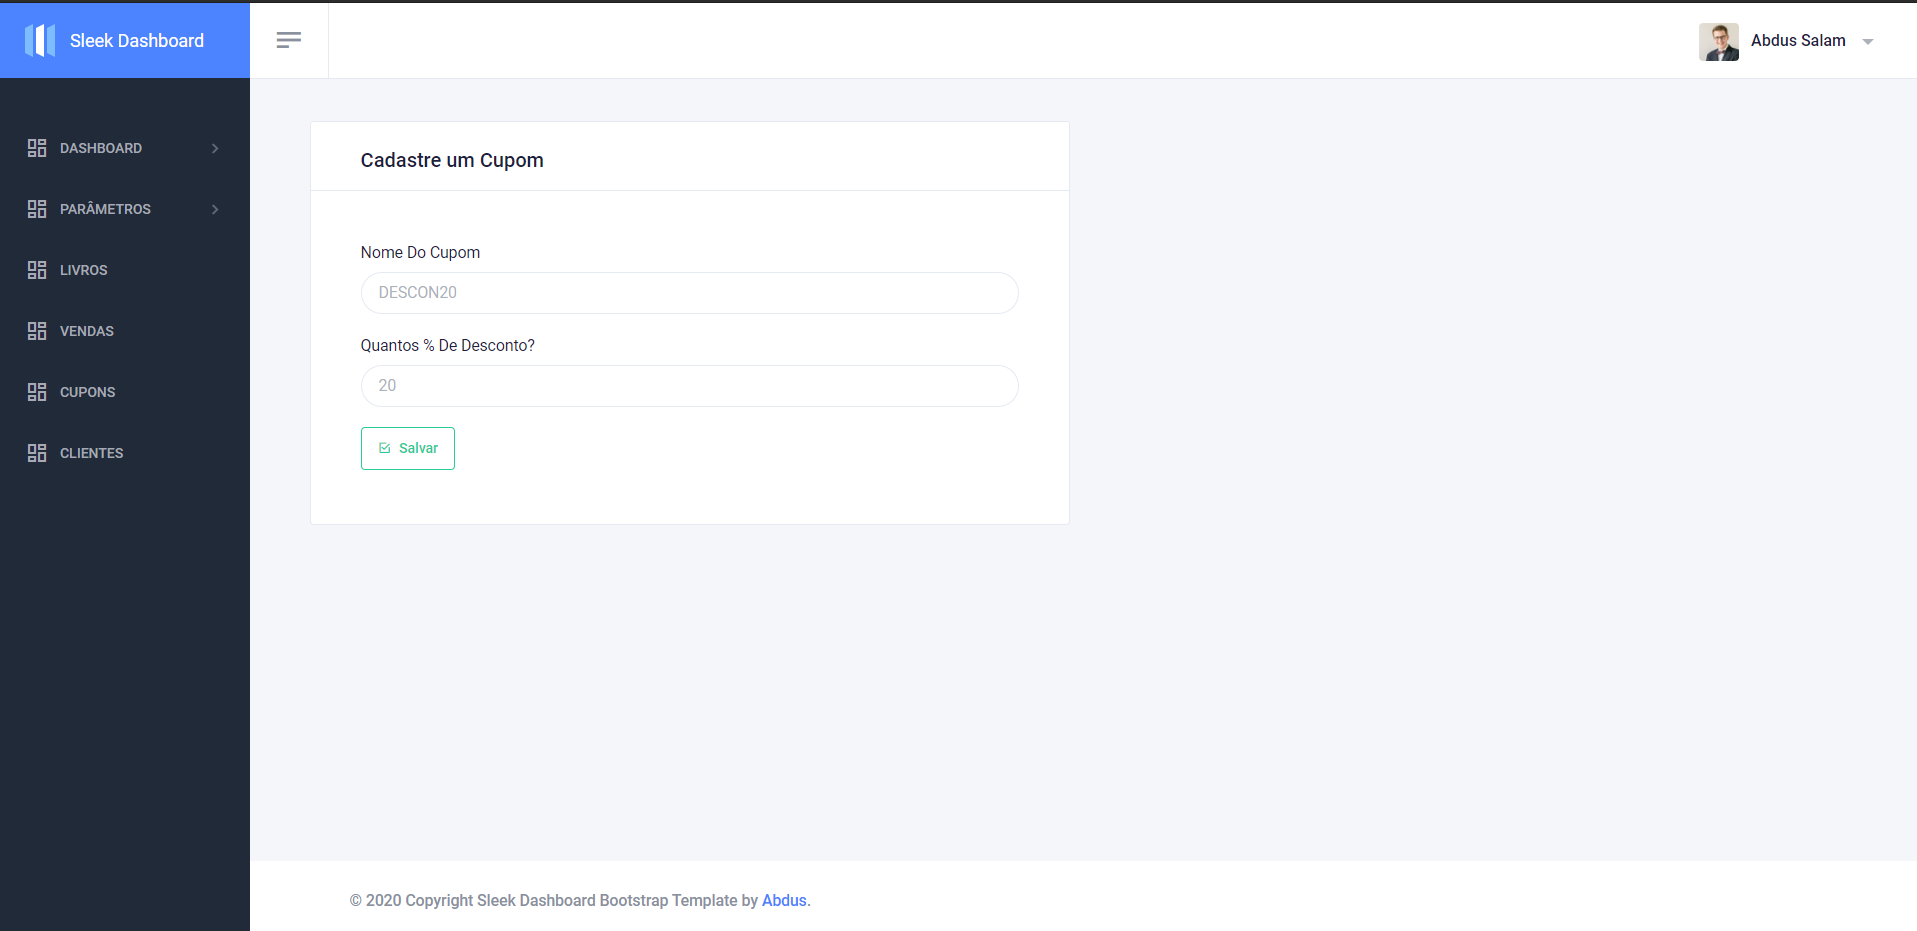 Sleek Dashboard
Abdus Salam
DASHBOARD
PARÂMETROS
LIVROS
VENDAS
CUPONS
CLIENTES
Cadastre um Cupom
Nome Do Cupom
DESCON20
Quantos % De Desconto?
20
Salvar
© 2020 Copyright Sleek Dashboard Bootstrap Template by Abdus.